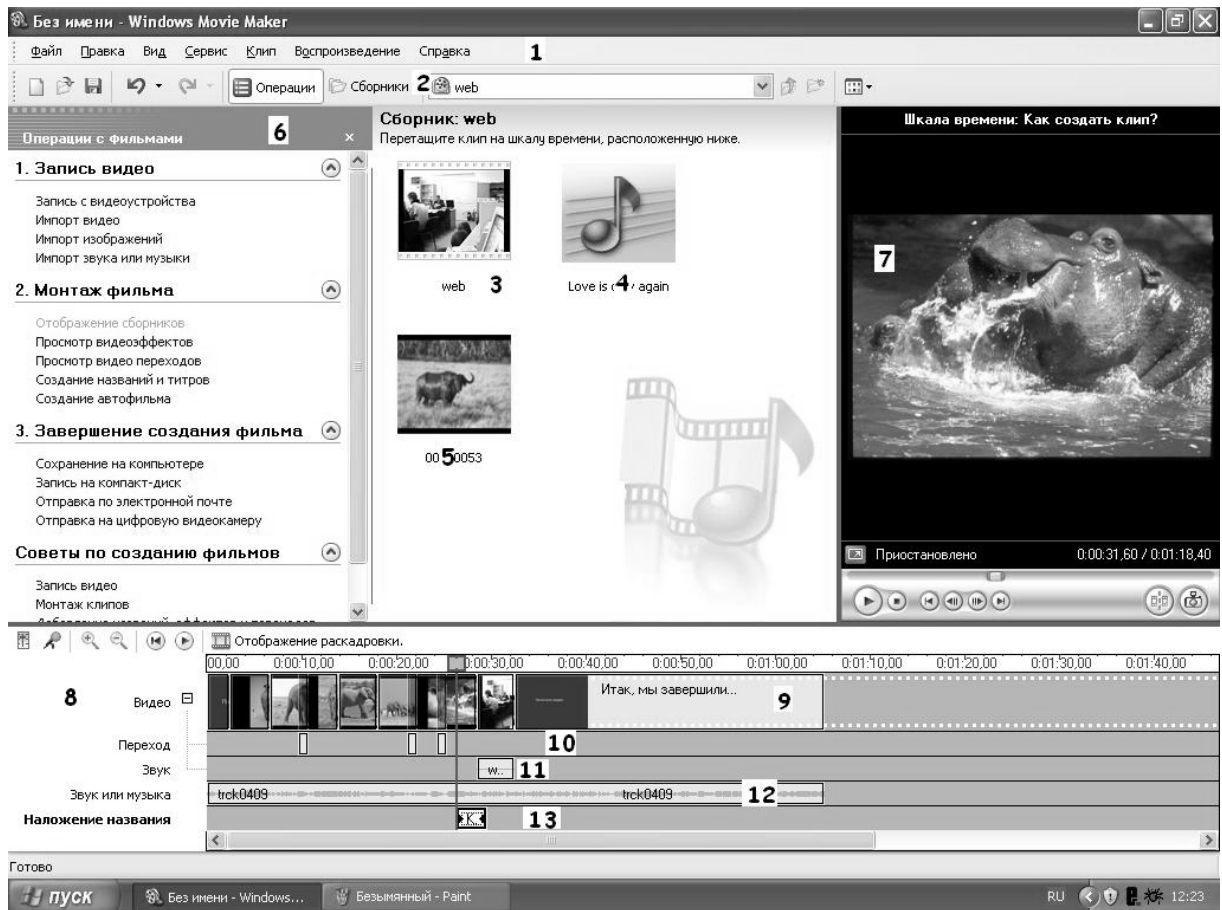 Без имени - Windows Movie Maker
Файл Правка Вид Сервис Клип Воспроизведение Справка 1
Операции Сборники 2 web
Операции с фильмами 6
1. Запись видео
Запись с видеоустройства
Импорт видео
Импорт изображений
Импорт звука или музыки
2. Монтаж фильма
Отображение сборников
Просмотр видеоэффектов
Просмотр видео переходов
Создание названий и титров
Создание автофильма
3. Завершение создания фильма
Сохранение на компьютере
Запись на компакт-диск
Отправка по электронной почте
Отправка на цифровую видеокамеру
Советы по созданию фильмов
Запись видео
Монтаж клипов
Сборник: web
Перетащите клип на шкалу времени, расположенную ниже.
web 3
Love is 4 again
00 5 0053
Шкала времени: Как создать клип?
7
Приостановлено 0:00:31,60 / 0:01:18,40
Отображение раскадровки.
00,00 0:00:10,00 0:00:20,00 0:00:30,00 0:00:40,00 0:00:50,00 0:01:00,00 0:01:10,00 0:01:20,00 0:01:30,00 0:01:40,00
8 Видео Итак, мы завершили... 9
Переход 10
Звук w.. 11
Звук или музыка trck0409 trck0409 12
Наложение названия К 13
Готово
пуск Без имени - Windows... Безымянный - Paint RU 12:23